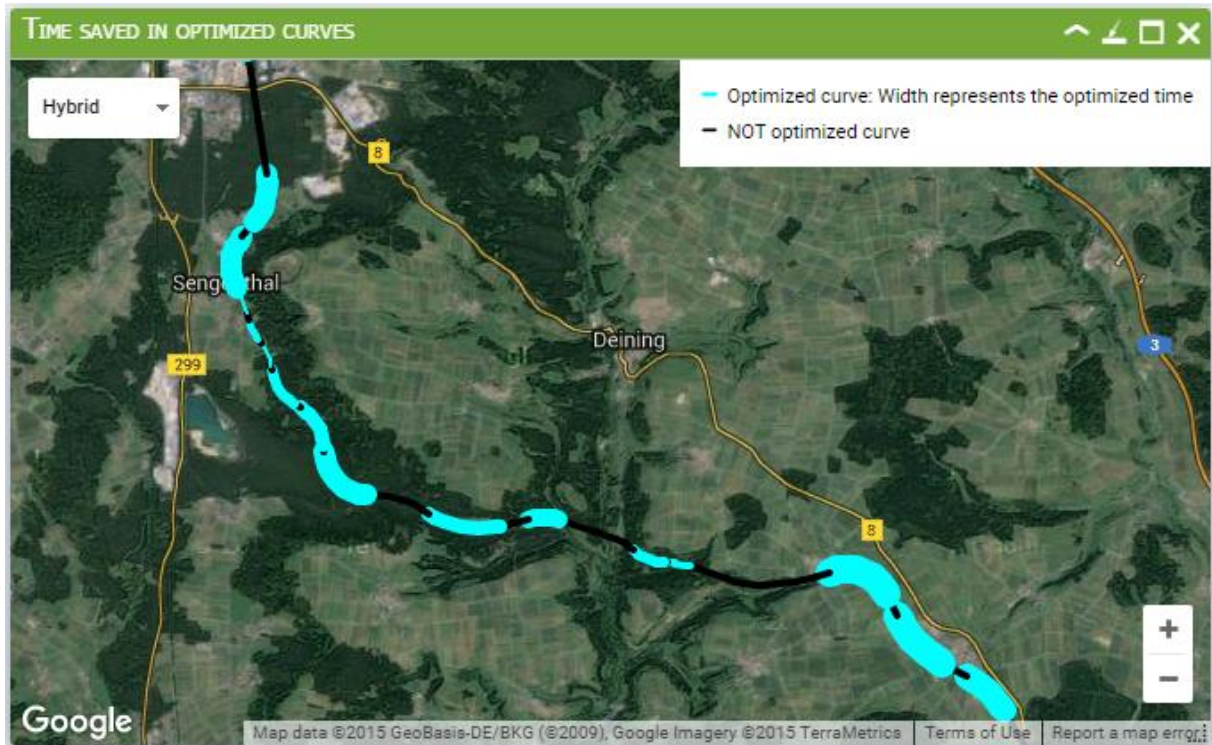 Time saved in optimized curves
Hybrid
Optimized curve: Width represents the optimized time
NOT optimized curve
8
Deining
299
3
8
+
−
Google
Map data ©2015 GeoBasis-DE/BKG (©2009), Google Imagery ©2015 TerraMetrics
Terms of Use
Report a map error